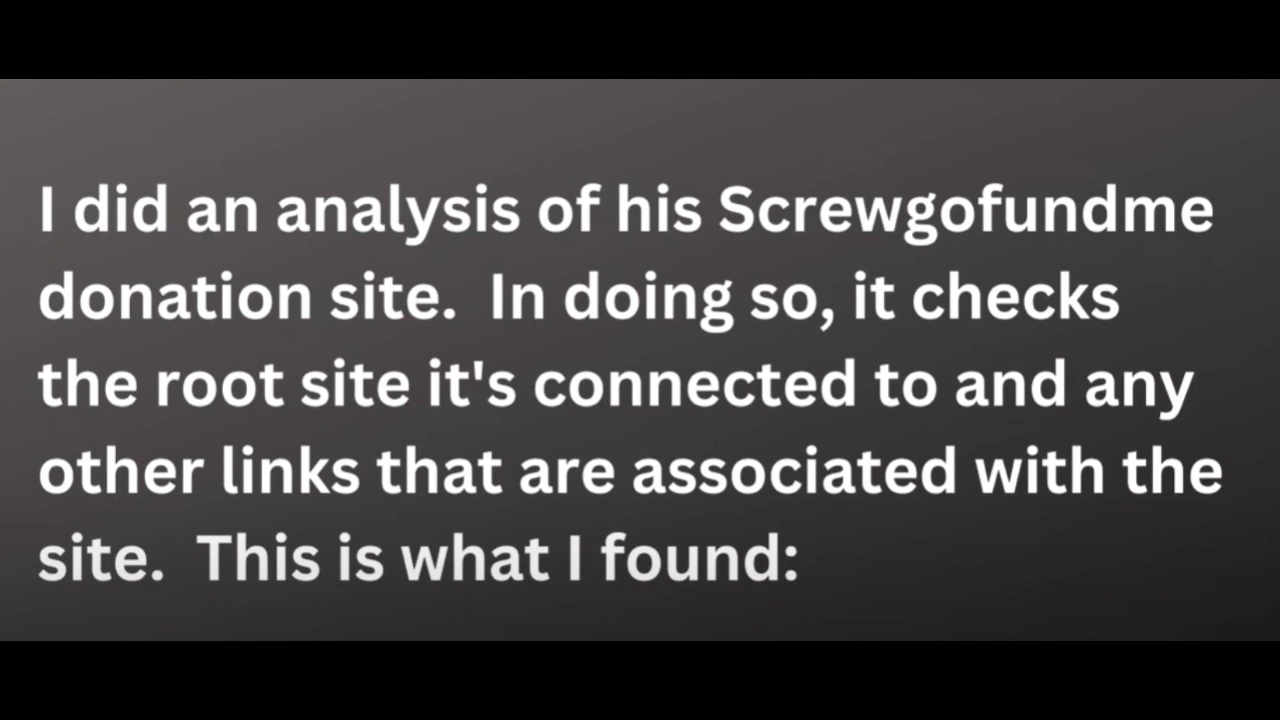 I did an analysis of his Screwgofundme
donation site.  In doing so, it checks
the root site it's connected to and any
other links that are associated with the
site.  This is what I found: